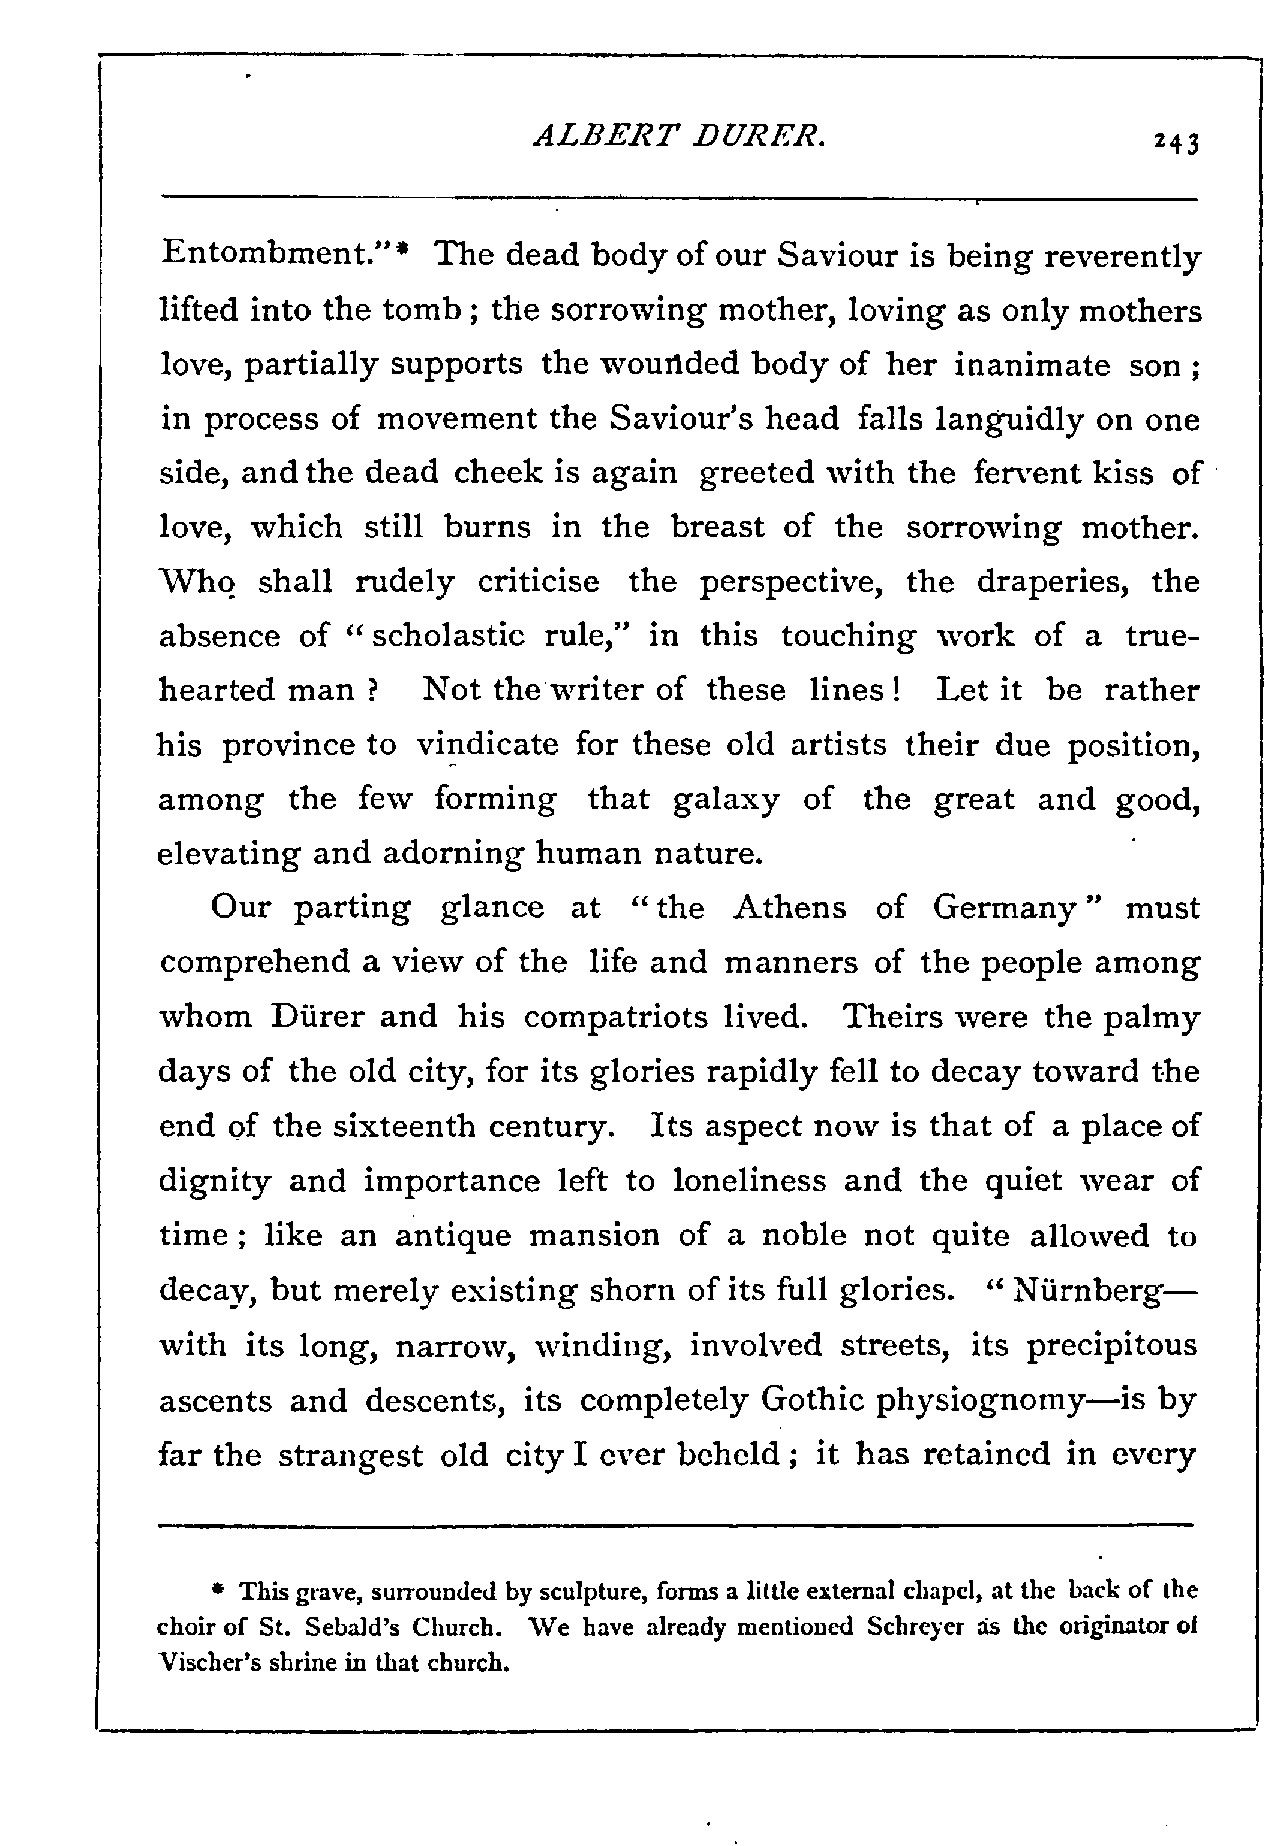 ALBERT DURER. 243
Entombment."* The dead body of our Saviour is being reverently
lifted into the tomb; the sorrowing mother, loving as only mothers
love, partially supports the wounded body of her inanimate son;
in process of movement the Saviour's head falls languidly on one
side, and the dead cheek is again greeted with the fervent kiss of
love, which still burns in the breast of the sorrowing mother.
Who shall rudely criticise the perspective, the draperies, the
absence of "scholastic rule," in this touching work of a true-
hearted man? Not the writer of these lines! Let it be rather
his province to vindicate for these old artists their due position,
among the few forming that galaxy of the great and good,
elevating and adorning human nature.
Our parting glance at "the Athens of Germany" must
comprehend a view of the life and manners of the people among
whom Dürer and his compatriots lived. Theirs were the palmy
days of the old city, for its glories rapidly fell to decay toward the
end of the sixteenth century. Its aspect now is that of a place of
dignity and importance left to loneliness and the quiet wear of
time; like an antique mansion of a noble not quite allowed to
decay, but merely existing shorn of its full glories. "Nürnberg—
with its long, narrow, winding, involved streets, its precipitous
ascents and descents, its completely Gothic physiognomy—is by
far the strangest old city I ever beheld; it has retained in every
* This grave, surrounded by sculpture, forms a little external chapel, at the back of the
choir of St. Sebald's Church. We have already mentioned Schreyer as the originator of
Vischer's shrine in that church.